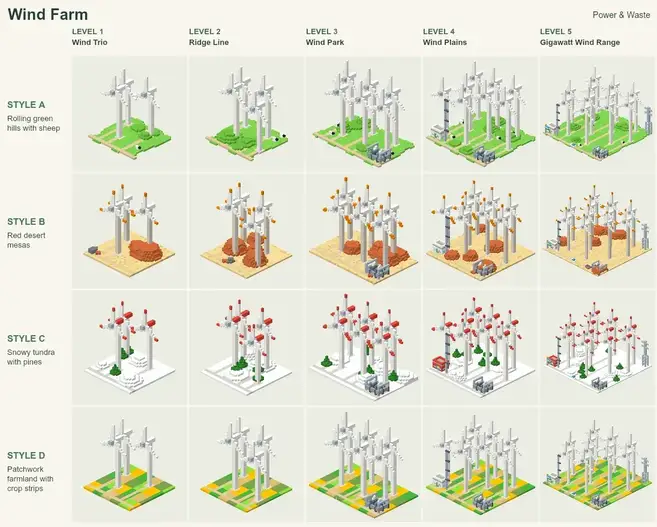 Wind Farm
Power & Waste
LEVEL 1
Wind Trio
LEVEL 2
Ridge Line
LEVEL 3
Wind Park
LEVEL 4
Wind Plains
LEVEL 5
Gigawatt Wind Range
STYLE A
Rolling green
hills with sheep
STYLE B
Red desert
mesas
STYLE C
Snowy tundra
with pines
STYLE D
Patchwork
farmland with
crop strips